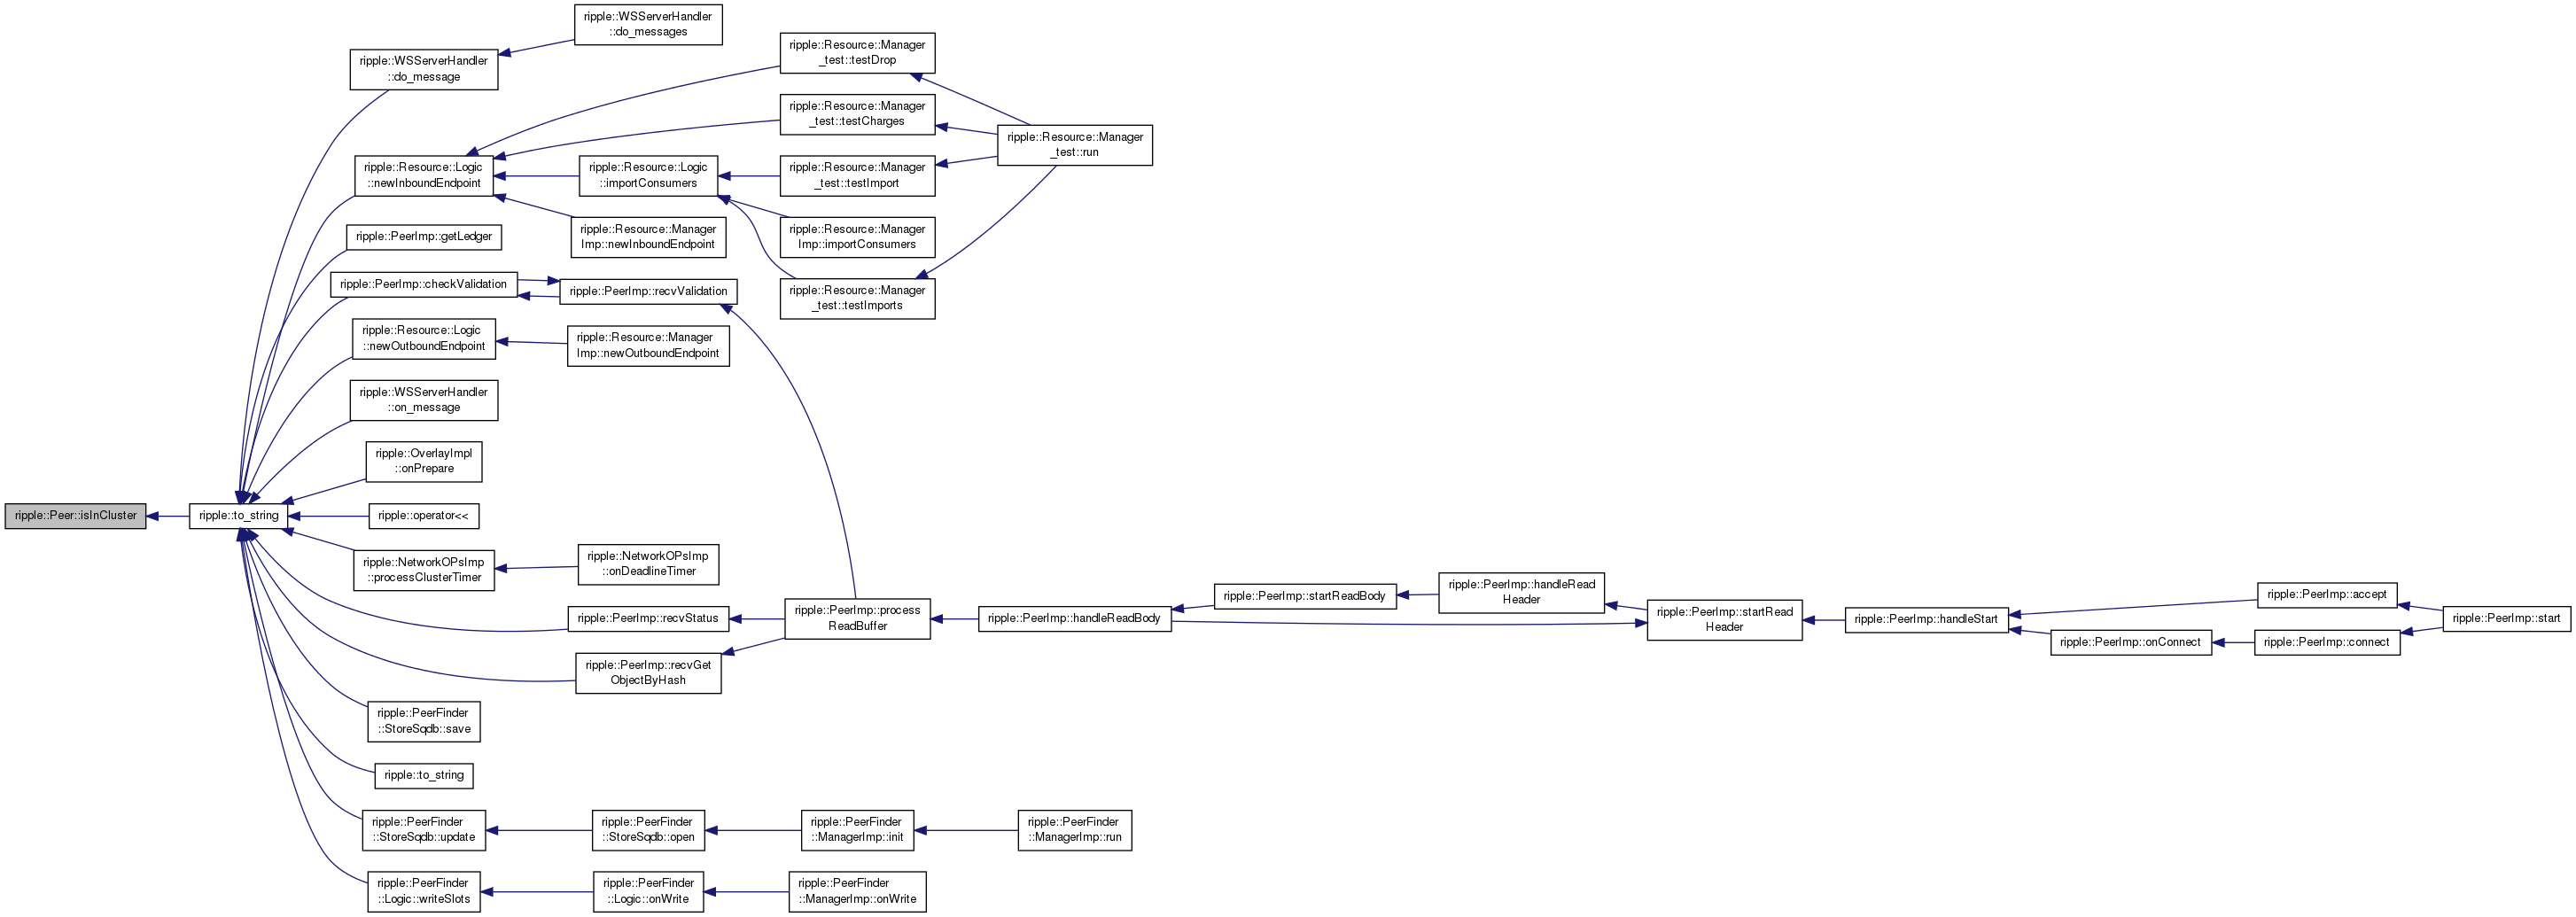 ripple::WSServerHandler
::do_messages
ripple::WSServerHandler
::do_message
ripple::Resource::Manager
_test::testDrop
ripple::Resource::Manager
_test::testCharges
ripple::Resource::Manager
_test::run
ripple::Resource::Logic
::newInboundEndpoint
ripple::Resource::Logic
::importConsumers
ripple::Resource::Manager
_test::testImport
ripple::Resource::Manager
Imp::newInboundEndpoint
ripple::Resource::Manager
Imp::importConsumers
ripple::PeerImp::getLedger
ripple::PeerImp::checkValidation
ripple::PeerImp::recvValidation
ripple::Resource::Manager
_test::testImports
ripple::Resource::Logic
::newOutboundEndpoint
ripple::Resource::Manager
Imp::newOutboundEndpoint
ripple::WSServerHandler
::on_message
ripple::OverlayImpl
::onPrepare
ripple::Peer::isInCluster
ripple::to_string
ripple::operator<<
ripple::NetworkOPsImp
::processClusterTimer
ripple::NetworkOPsImp
::onDeadlineTimer
ripple::PeerImp::recvStatus
ripple::PeerImp::process
ReadBuffer
ripple::PeerImp::handleReadBody
ripple::PeerImp::startReadBody
ripple::PeerImp::handleRead
Header
ripple::PeerImp::startRead
Header
ripple::PeerImp::handleStart
ripple::PeerImp::accept
ripple::PeerImp::onConnect
ripple::PeerImp::connect
ripple::PeerImp::start
ripple::PeerImp::recvGet
ObjectByHash
ripple::PeerFinder
::StoreSqdb::save
ripple::to_string
ripple::PeerFinder
::StoreSqdb::update
ripple::PeerFinder
::StoreSqdb::open
ripple::PeerFinder
::ManagerImp::init
ripple::PeerFinder
::ManagerImp::run
ripple::PeerFinder
::Logic::writeSlots
ripple::PeerFinder
::Logic::onWrite
ripple::PeerFinder
::ManagerImp::onWrite